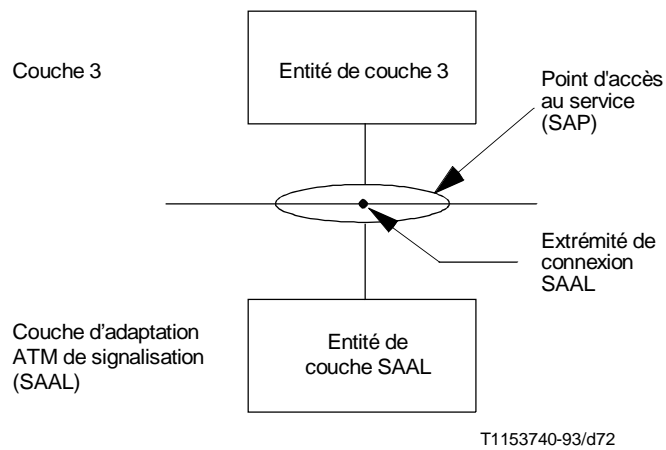 Couche 3
Entité de couche 3
Point d'accès
au service
(SAP)
Extrémité de
connexion
SAAL
Couche d'adaptation
ATM de signalisation
(SAAL)
Entité de
couche SAAL
T1153740-93/d72